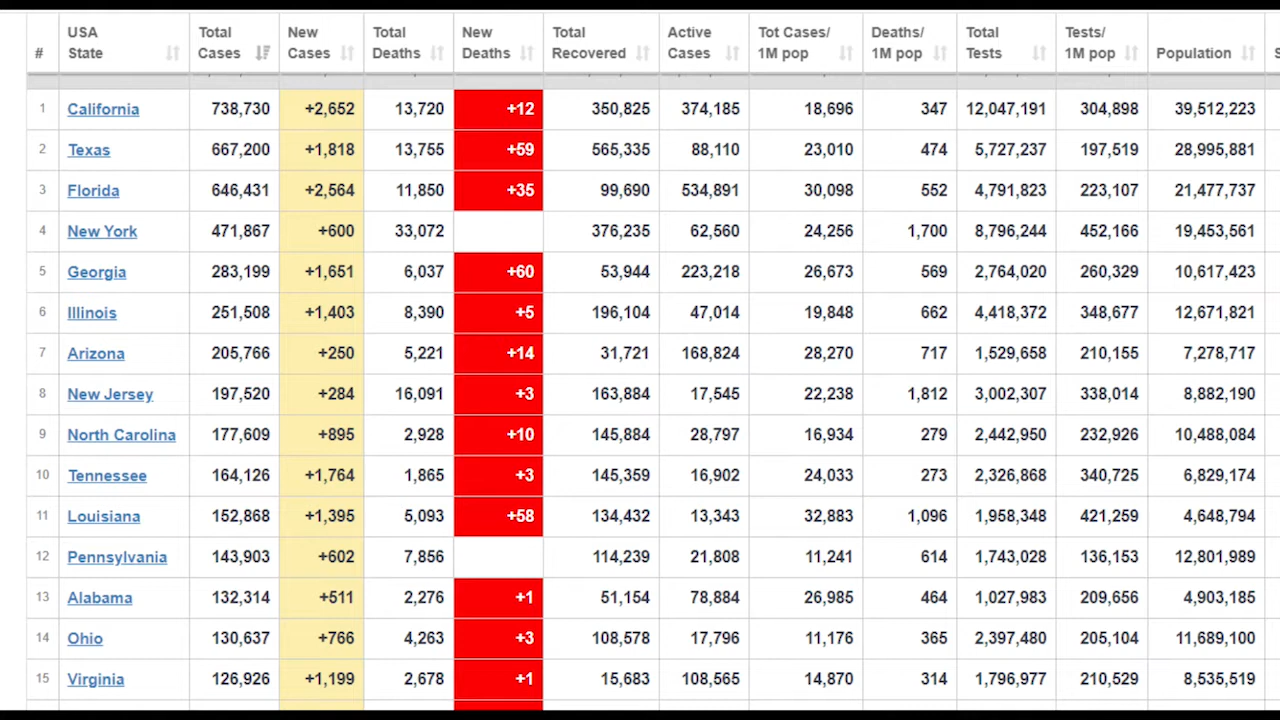 # USA State Total Cases New Cases Total Deaths New Deaths Total Recovered Active Cases Tot Cases/ 1M pop Deaths/ 1M pop Total Tests Tests/ 1M pop Population S
1 California 738,730 +2,652 13,720 +12 350,825 374,185 18,696 347 12,047,191 304,898 39,512,223
2 Texas 667,200 +1,818 13,755 +59 565,335 88,110 23,010 474 5,727,237 197,519 28,995,881
3 Florida 646,431 +2,564 11,850 +35 99,690 534,891 30,098 552 4,791,823 223,107 21,477,737
4 New York 471,867 +600 33,072 376,235 62,560 24,256 1,700 8,796,244 452,166 19,453,561
5 Georgia 283,199 +1,651 6,037 +60 53,944 223,218 26,673 569 2,764,020 260,329 10,617,423
6 Illinois 251,508 +1,403 8,390 +5 196,104 47,014 19,848 662 4,418,372 348,677 12,671,821
7 Arizona 205,766 +250 5,221 +14 31,721 168,824 28,270 717 1,529,658 210,155 7,278,717
8 New Jersey 197,520 +284 16,091 +3 163,884 17,545 22,238 1,812 3,002,307 338,014 8,882,190
9 North Carolina 177,609 +895 2,928 +10 145,884 28,797 16,934 279 2,442,950 232,926 10,488,084
10 Tennessee 164,126 +1,764 1,865 +3 145,359 16,902 24,033 273 2,326,868 340,725 6,829,174
11 Louisiana 152,868 +1,395 5,093 +58 134,432 13,343 32,883 1,096 1,958,348 421,259 4,648,794
12 Pennsylvania 143,903 +602 7,856 114,239 21,808 11,241 614 1,743,028 136,153 12,801,989
13 Alabama 132,314 +511 2,276 +1 51,154 78,884 26,985 464 1,027,983 209,656 4,903,185
14 Ohio 130,637 +766 4,263 +3 108,578 17,796 11,176 365 2,397,480 205,104 11,689,100
15 Virginia 126,926 +1,199 2,678 +1 15,683 108,565 14,870 314 1,796,977 210,529 8,535,519